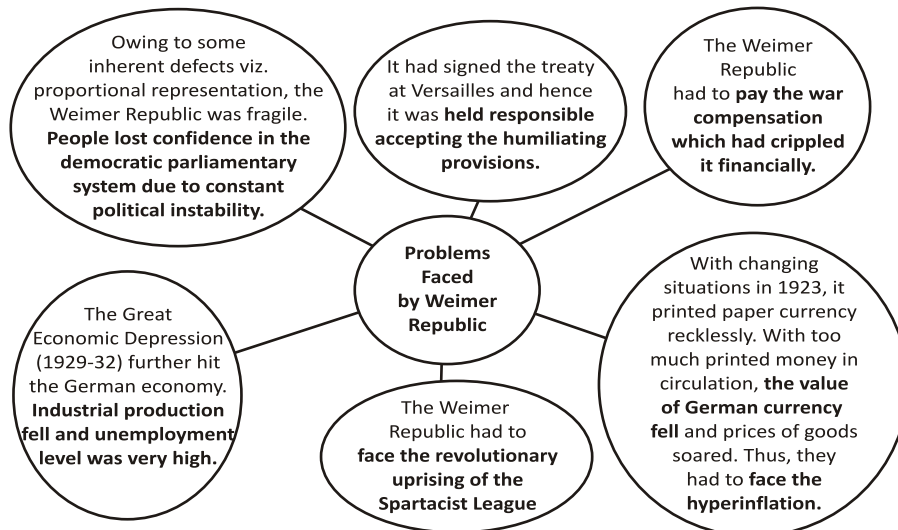 Owing to some
inherent defects viz.
proportional representation, the
Weimer Republic was fragile.
People lost confidence in the
democratic parliamentary
system due to constant
political instability.
It had signed the treaty
at Versailles and hence
it was held responsible
accepting the humiliating
provisions.
The Weimer
Republic
had to pay the war
compensation
which had crippled
it financially.
Problems
Faced
by Weimer
Republic
The Great
Economic Depression
(1929-32) further hit
the German economy.
Industrial production
fell and unemployment
level was very high.
The Weimer
Republic had to
face the revolutionary
uprising of the
Spartacist League
With changing
situations in 1923, it
printed paper currency
recklessly. With too
much printed money in
circulation, the value
of German currency
fell and prices of goods
soared. Thus, they
had to face the
hyperinflation.